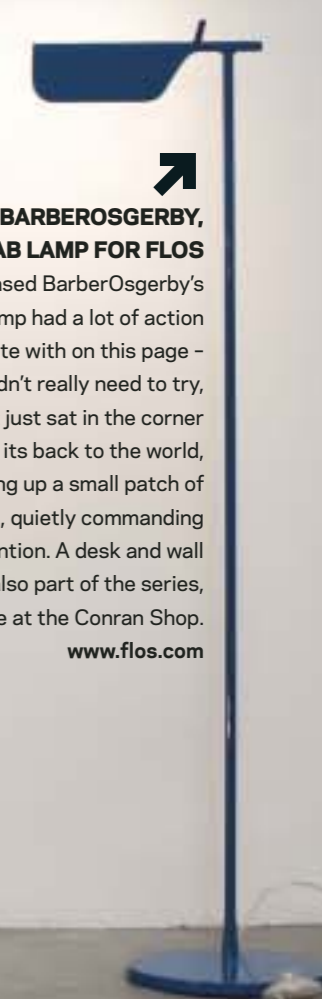 BARBEROSGERBY,
AB LAMP FOR FLOS
ased BarberOsgerby's
mp had a lot of action
te with on this page –
dn't really need to try,
just sat in the corner
its back to the world,
ng up a small patch of
, quietly commanding
ntion. A desk and wall
also part of the series,
e at the Conran Shop.
www.flos.com